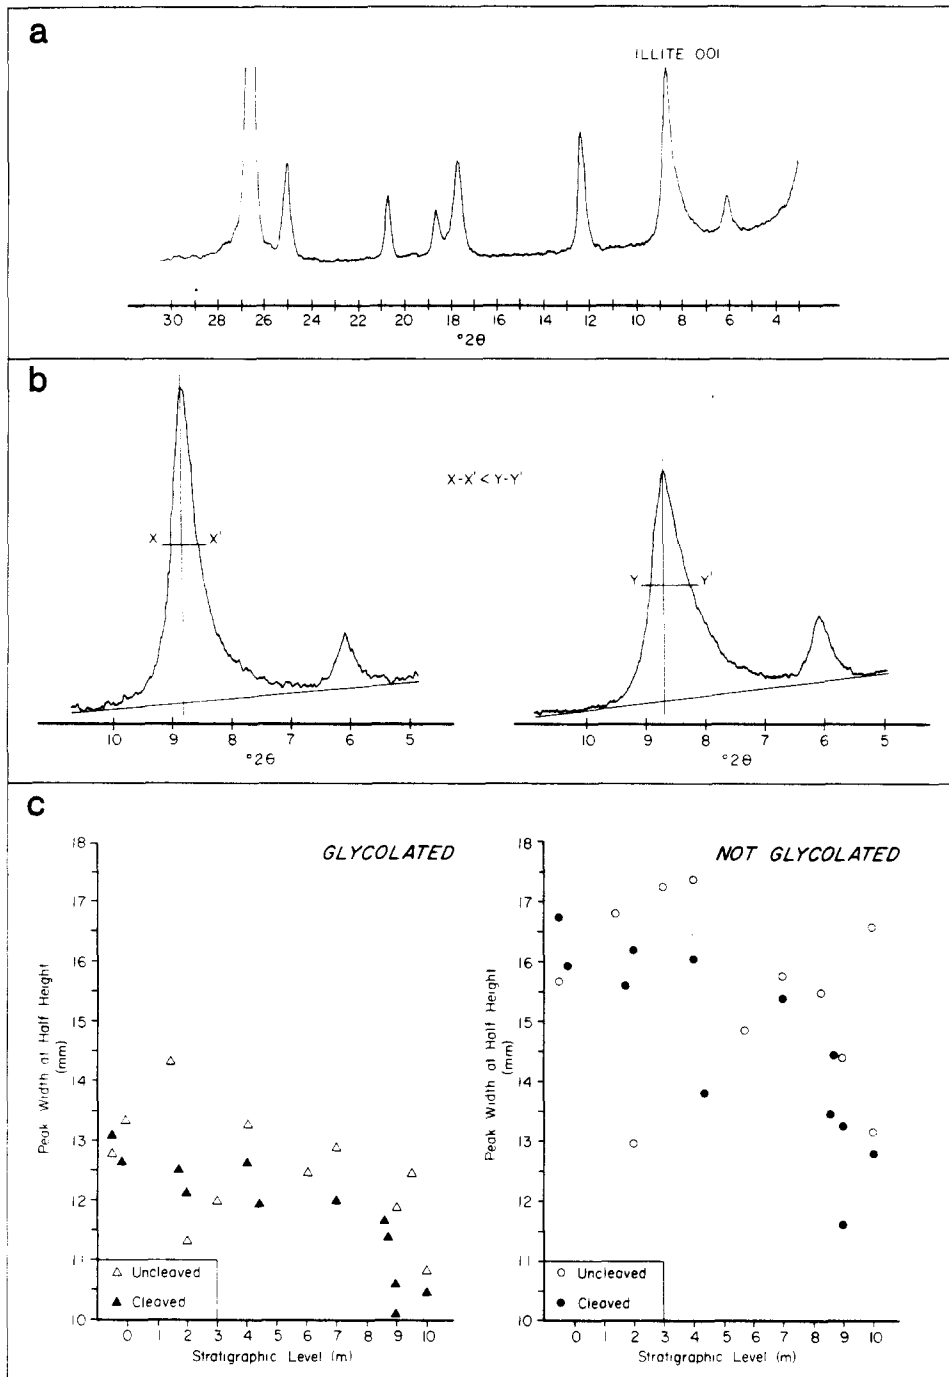 a
ILLITE 001
30 28 26 24 22 20 18 16 14 12 10 8 6 4
°2θ
b
X X'
X-X' < Y-Y'
Y Y'
10 9 8 7 6 5
°2θ
10 9 8 7 6 5
°2θ
c
GLYCOLATED
18
17
16
15
14
13
12
11
10
Peak Width at Half Height
(mm)
△ Uncleaved
▲ Cleaved
0 1 2 3 4 5 6 7 8 9 10
Stratigraphic Level (m)
NOT GLYCOLATED
18
17
16
15
14
13
12
11
10
Peak Width at Half Height
(mm)
○ Uncleaved
● Cleaved
0 1 2 3 4 5 6 7 8 9 10
Stratigraphic Level (m)